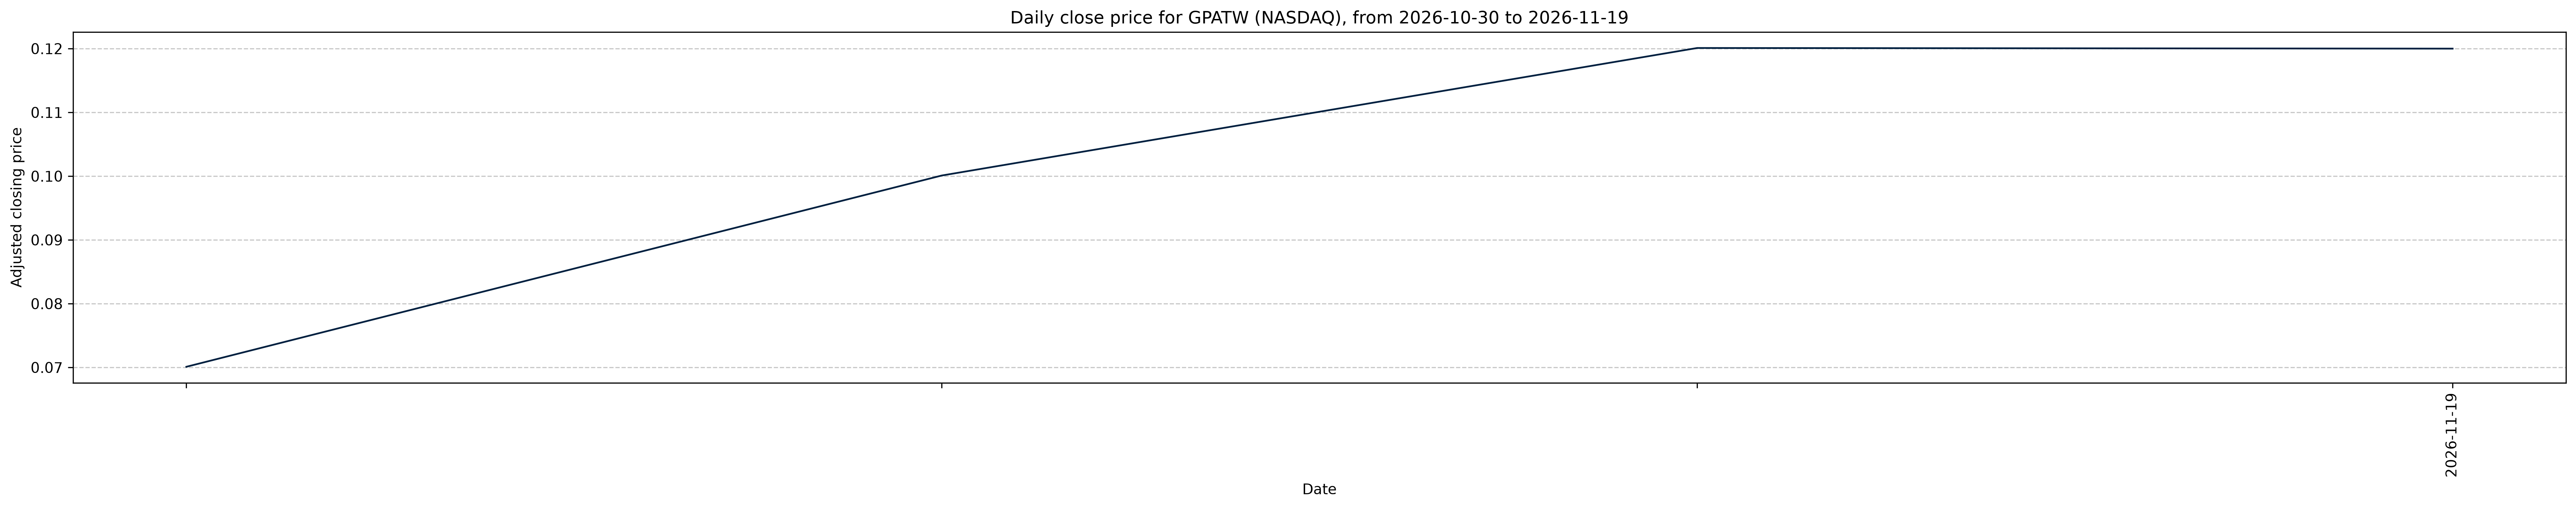 Daily close price for GPATW (NASDAQ), from 2026-10-30 to 2026-11-19
0.12
0.11
0.10
0.09
0.08
0.07
Adjusted closing price
2026-11-19
Date